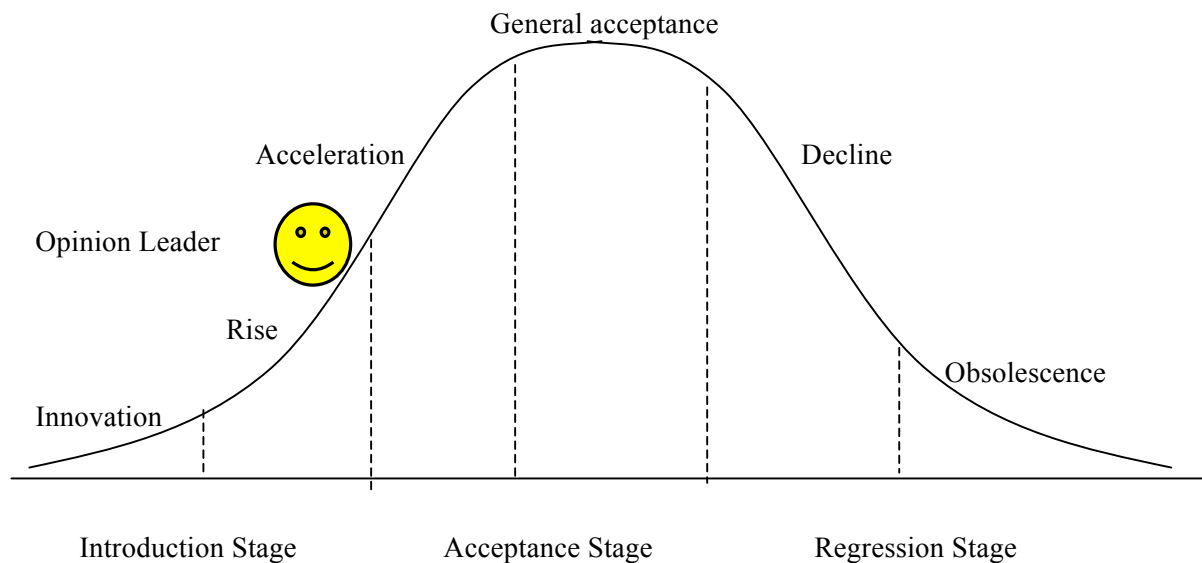 General acceptance
Acceleration
Decline
Opinion Leader
Rise
Obsolescence
Innovation
Introduction Stage
Acceptance Stage
Regression Stage